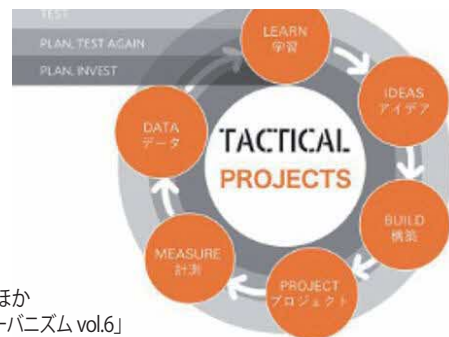 TEST
PLAN, TEST AGAIN
PLAN, INVEST
LEARN
学習
IDEAS
アイデア
BUILD
構築
PROJECT
プロジェクト
MEASURE
計測
DATA
データ
TACTICAL
PROJECTS
ほか
ーバニズム vol.6」